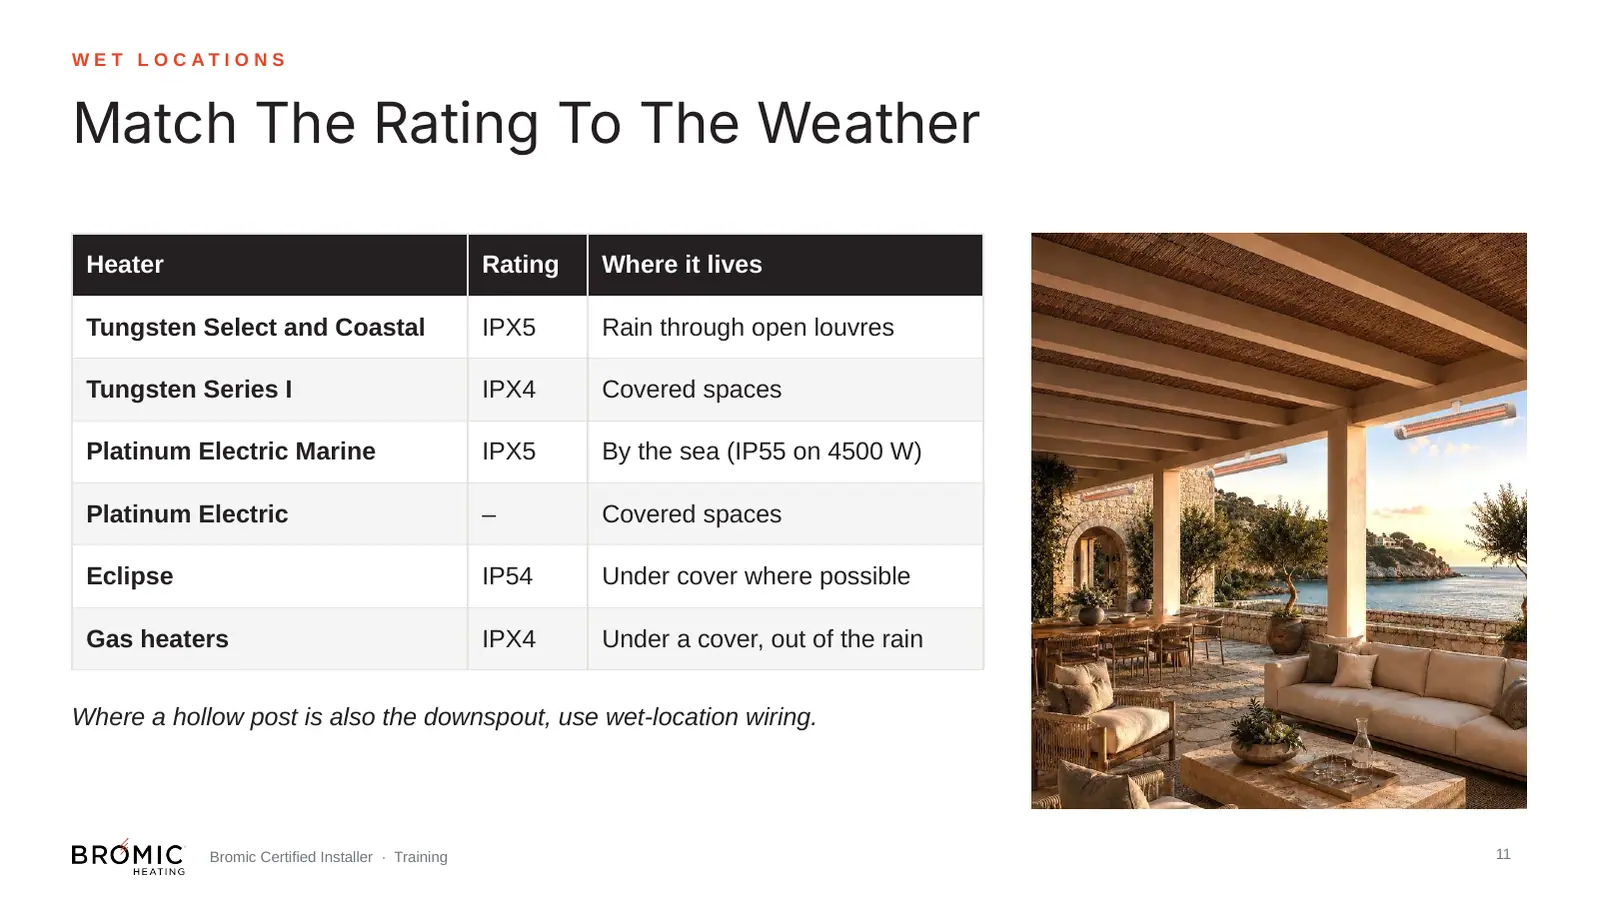 WET LOCATIONS
Match The Rating To The Weather
Heater Rating Where it lives
Tungsten Select and Coastal IPX5 Rain through open louvres
Tungsten Series I IPX4 Covered spaces
Platinum Electric Marine IPX5 By the sea (IP55 on 4500 W)
Platinum Electric – Covered spaces
Eclipse IP54 Under cover where possible
Gas heaters IPX4 Under a cover, out of the rain
Where a hollow post is also the downspout, use wet-location wiring.
BROMIC
HEATING
Bromic Certified Installer · Training
11